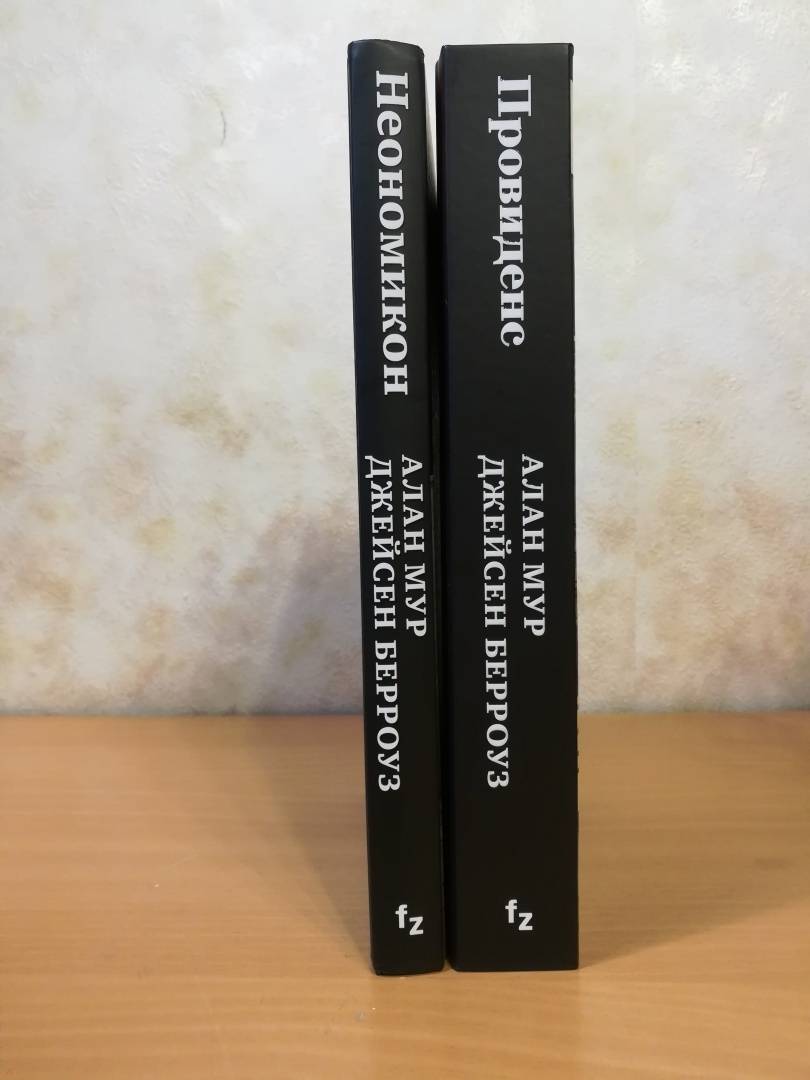 Неономикон
АЛАН МУР
ДЖЕЙСЕН БЕРРОУЗ
fz
Провиденс
АЛАН МУР
ДЖЕЙСЕН БЕРРОУЗ
fz